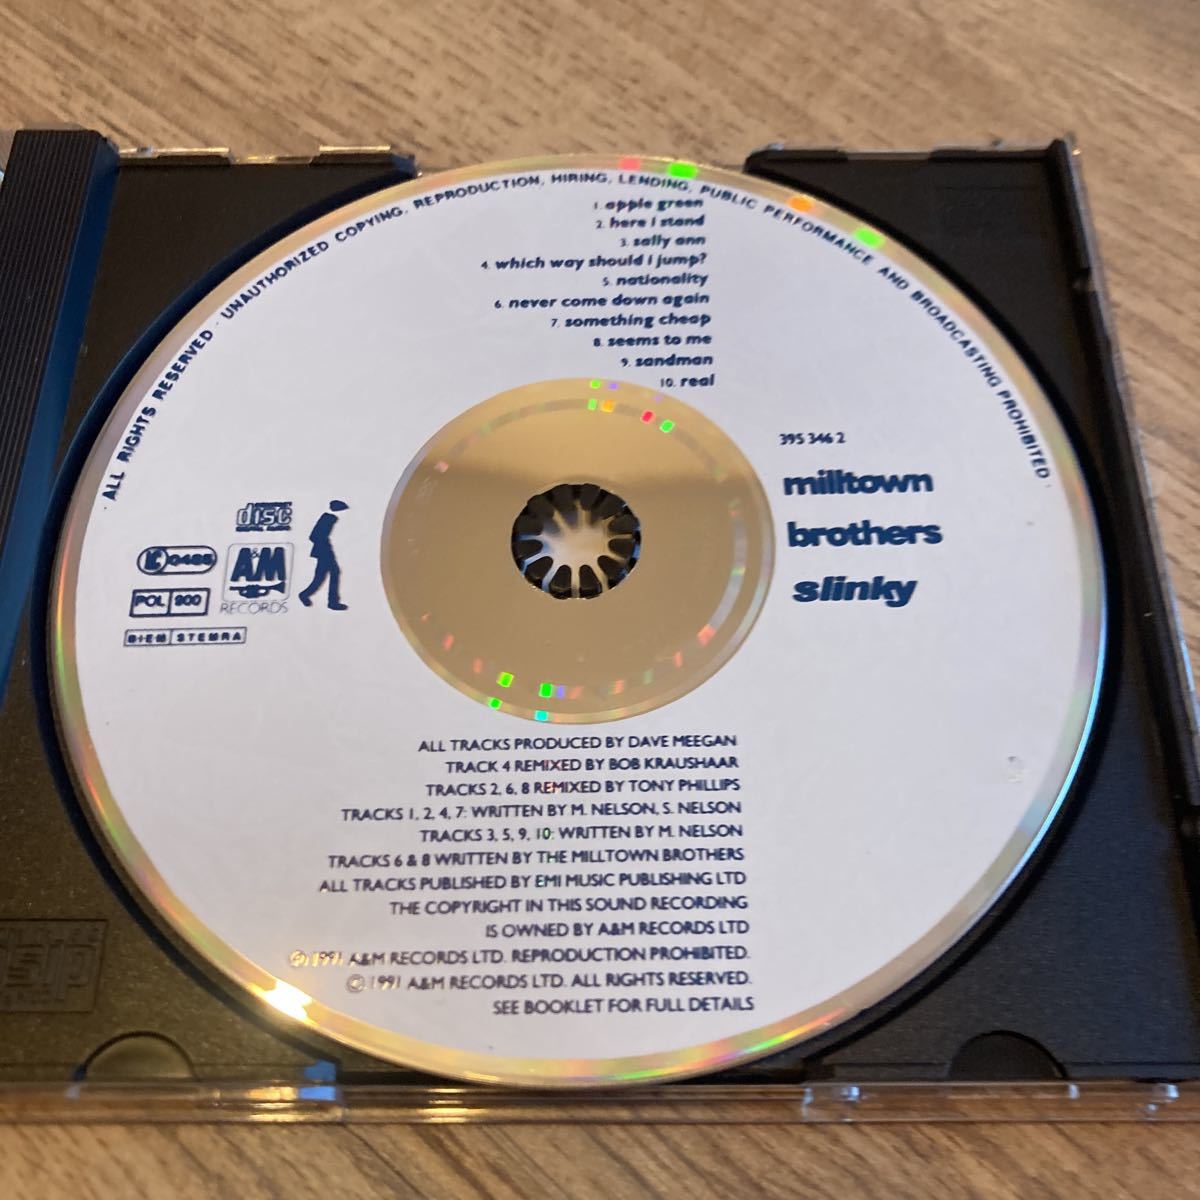 ALL RIGHTS RESERVED · UNAUTHORIZED COPYING, REPRODUCTION, HIRING, LENDING, PUBLIC PERFORMANCE AND BROADCASTING PROHIBITED ·
1. apple green
2. here i stand
3. sally ann
4. which way should i jump?
5. nationality
6. never come down again
7. something cheap
8. seems to me
9. sandman
10. real
395 346 2
milltown
brothers
slinky
disc
DIGITAL AUDIO
LC 0485
A&M
RECORDS
POL 900
BIEM STEMRA
ALL TRACKS PRODUCED BY DAVE MEEGAN
TRACK 4 REMIXED BY BOB KRAUSHAAR
TRACKS 2, 6, 8 REMIXED BY TONY PHILLIPS
TRACKS 1, 2, 4, 7: WRITTEN BY M. NELSON, S. NELSON
TRACKS 3, 5, 9, 10: WRITTEN BY M. NELSON
TRACKS 6 & 8 WRITTEN BY THE MILLTOWN BROTHERS
ALL TRACKS PUBLISHED BY EMI MUSIC PUBLISHING LTD
THE COPYRIGHT IN THIS SOUND RECORDING
IS OWNED BY A&M RECORDS LTD
℗ 1991 A&M RECORDS LTD. REPRODUCTION PROHIBITED.
© 1991 A&M RECORDS LTD. ALL RIGHTS RESERVED.
SEE BOOKLET FOR FULL DETAILS